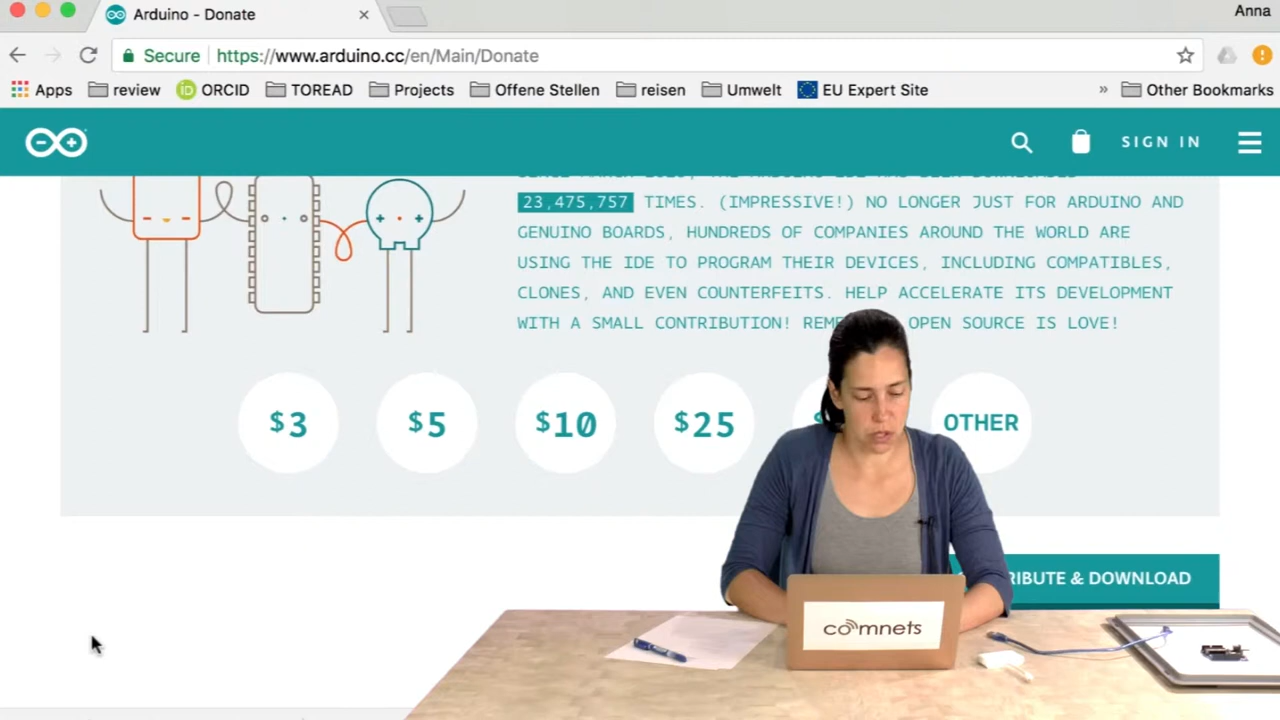 Arduino - Donate
Anna
Secure https://www.arduino.cc/en/Main/Donate
Apps review ORCID TOREAD Projects Offene Stellen reisen Umwelt EU Expert Site » Other Bookmarks
SIGN IN
23,475,757 TIMES. (IMPRESSIVE!) NO LONGER JUST FOR ARDUINO AND
GENUINO BOARDS, HUNDREDS OF COMPANIES AROUND THE WORLD ARE
USING THE IDE TO PROGRAM THEIR DEVICES, INCLUDING COMPATIBLES,
CLONES, AND EVEN COUNTERFEITS. HELP ACCELERATE ITS DEVELOPMENT
WITH A SMALL CONTRIBUTION! OPEN SOURCE IS LOVE!
$3 $5 $10 $25 OTHER
& DOWNLOAD
comnets